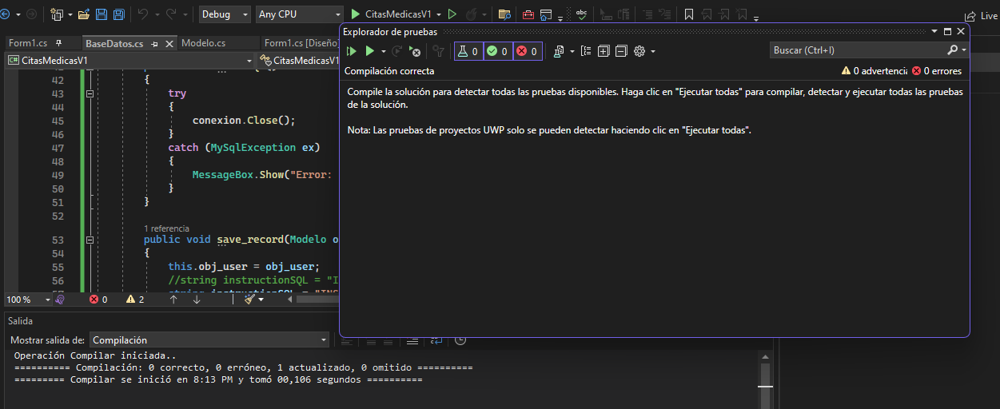 Debug Any CPU CitasMedicasV1 Live
Form1.cs BaseDatos.cs Modelo.cs Form1.cs [Diseño]
CitasMedicasV1 CitasMedicasV1
42 {
43 try
44 {
45 conexion.Close();
46 }
47 catch (MySqlException ex)
48 {
49 MessageBox.Show("Error:
50 }
51 }
52
1 referencia
53 public void save_record(Modelo o
54 {
55 this.obj_user = obj_user;
56 //string instructionSQL = "I
100 % 0 2
Explorador de pruebas
0 0 0 Buscar (Ctrl+I)
Compilación correcta 0 advertencia 0 errores
Compile la solución para detectar todas las pruebas disponibles. Haga clic en "Ejecutar todas" para compilar, detectar y ejecutar todas las pruebas
de la solución.
Nota: Las pruebas de proyectos UWP solo se pueden detectar haciendo clic en "Ejecutar todas".
Salida
Mostrar salida de: Compilación
Operación Compilar iniciada..
========== Compilación: 0 correcto, 0 erróneo, 1 actualizado, 0 omitido ==========
========= Compilar se inició en 8:13 PM y tomó 00,106 segundos ==========